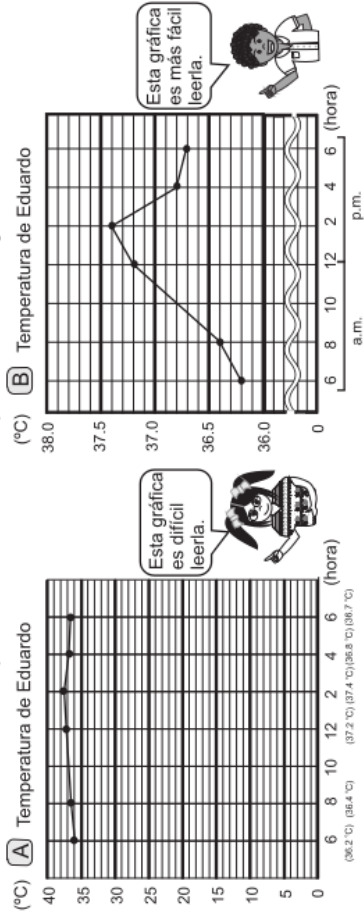 (°C) A Temperatura de Eduardo
40
35
30
25
20
15
10
5
0
6 8 10 12 2 4 6 (hora)
(36.2 °C) (36.4 °C) (37.2 °C) (37.4 °C) (36.8 °C) (36.7 °C)
Esta gráfica
es difícil
leerla.
(°C) B Temperatura de Eduardo
38.0
37.5
37.0
36.5
36.0
0
6 8 10 12 2 4 6 (hora)
a.m. p.m.
Esta gráfica
es más fácil
leerla.